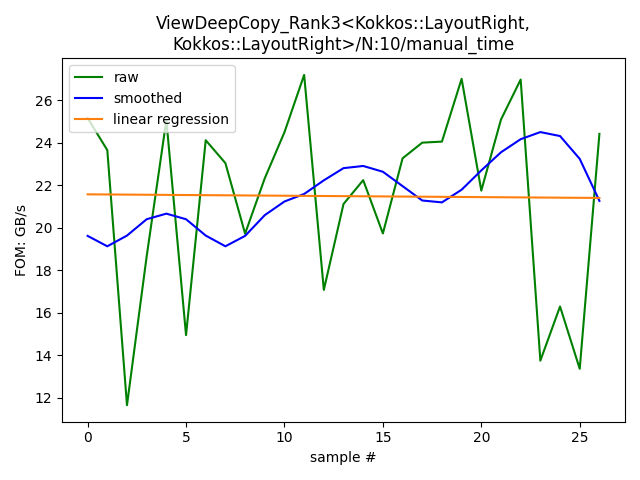 ViewDeepCopy_Rank3<Kokkos::LayoutRight,
Kokkos::LayoutRight>/N:10/manual_time
raw
smoothed
linear regression
FOM: GB/s
26
24
22
20
18
16
14
12
0
5
10
15
20
25
sample #